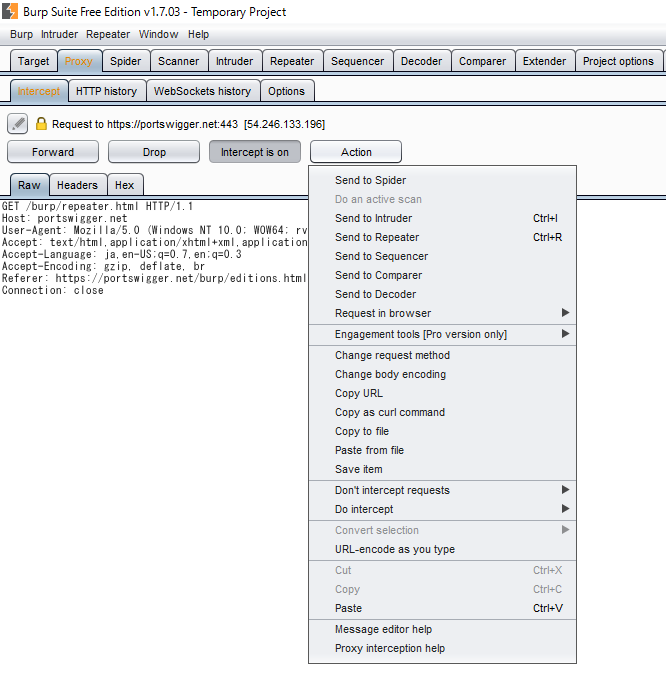 Burp Suite Free Edition v1.7.03 - Temporary Project
Burp Intruder Repeater Window Help
Target Proxy Spider Scanner Intruder Repeater Sequencer Decoder Comparer Extender Project options
Intercept HTTP history WebSockets history Options
Request to https://portswigger.net:443 [54.246.133.196]
Forward Drop Intercept is on Action
Raw Headers Hex
GET /burp/repeater.html HTTP/1.1
Host: portswigger.net
User-Agent: Mozilla/5.0 (Windows NT 10.0; WOW64; rv
Accept: text/html,application/xhtml+xml,application
Accept-Language: ja,en-US;q=0.7,en;q=0.3
Accept-Encoding: gzip, deflate, br
Referer: https://portswigger.net/burp/editions.html
Connection: close
Send to Spider
Do an active scan
Send to Intruder Ctrl+I
Send to Repeater Ctrl+R
Send to Sequencer
Send to Comparer
Send to Decoder
Request in browser
Engagement tools [Pro version only]
Change request method
Change body encoding
Copy URL
Copy as curl command
Copy to file
Paste from file
Save item
Don't intercept requests
Do intercept
Convert selection
URL-encode as you type
Cut Ctrl+X
Copy Ctrl+C
Paste Ctrl+V
Message editor help
Proxy interception help